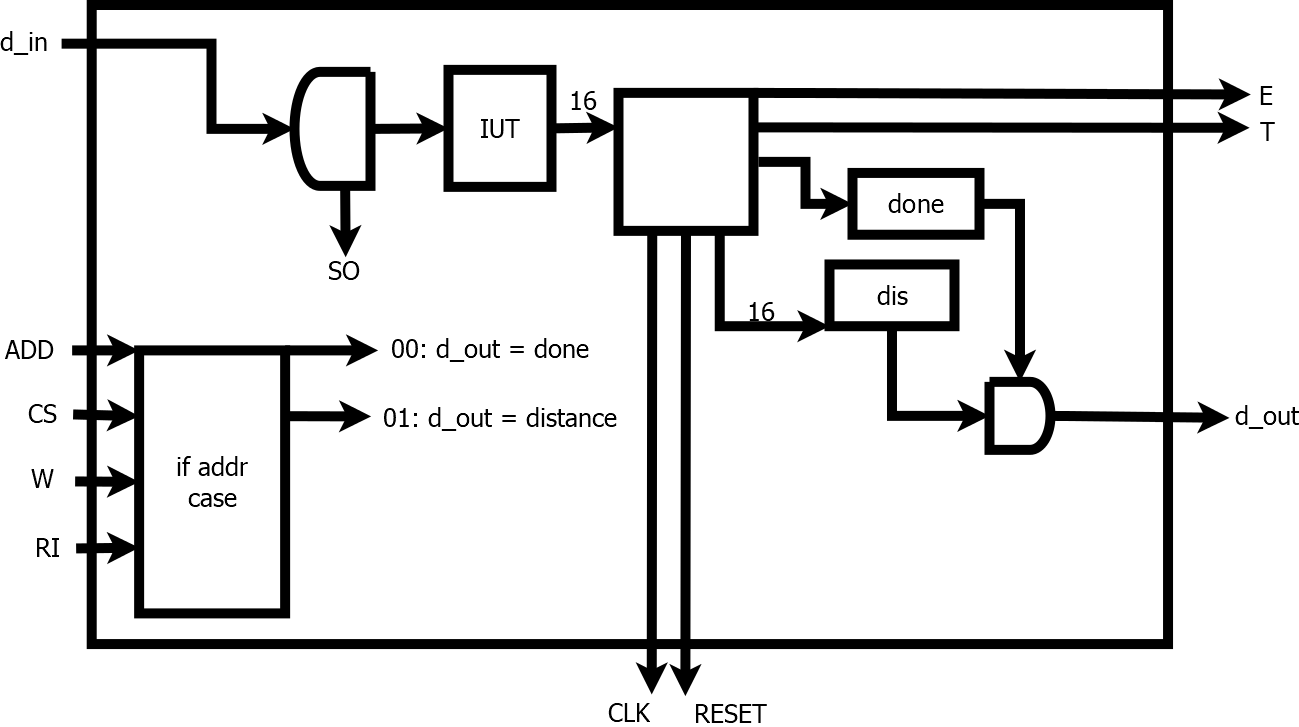 d_in
16
E
IUT
T
done
SO
dis
16
ADD
00: d_out = done
CS
01: d_out = distance
d_out
if addr
case
W
RI
CLK
RESET